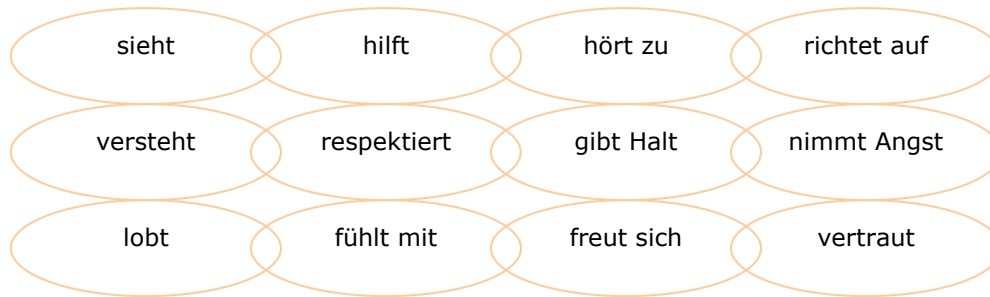 sieht hilft hört zu richtet auf
versteht respektiert gibt Halt nimmt Angst
lobt fühlt mit freut sich vertraut